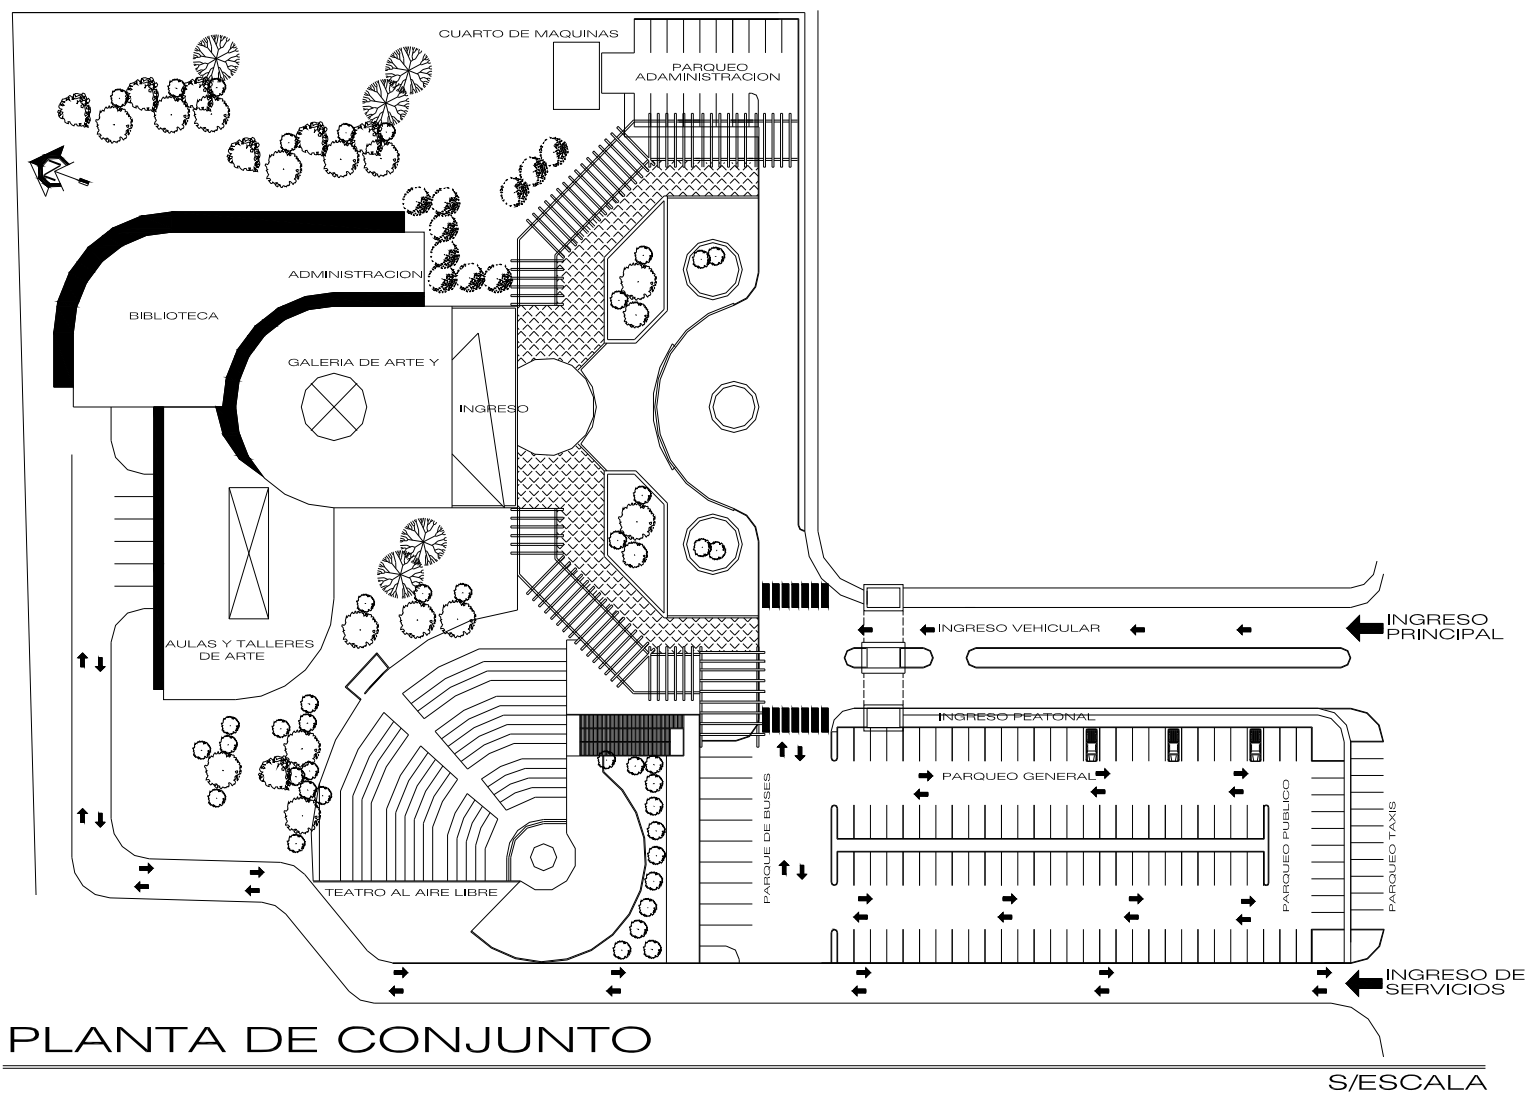 CUARTO DE MAQUINAS
PARQUEO
ADAMINISTRACION
ADMINISTRACION
BIBLIOTECA
GALERIA DE ARTE Y
INGRESO
AULAS Y TALLERES
DE ARTE
TEATRO AL AIRE LIBRE
INGRESO VEHICULAR
INGRESO
PRINCIPAL
INGRESO PEATONAL
PARQUEO GENERAL
PARQUE DE BUSES
PARQUEO PUBLICO
PARQUEO TAXIS
INGRESO DE
SERVICIOS
PLANTA DE CONJUNTO
S/ESCALA